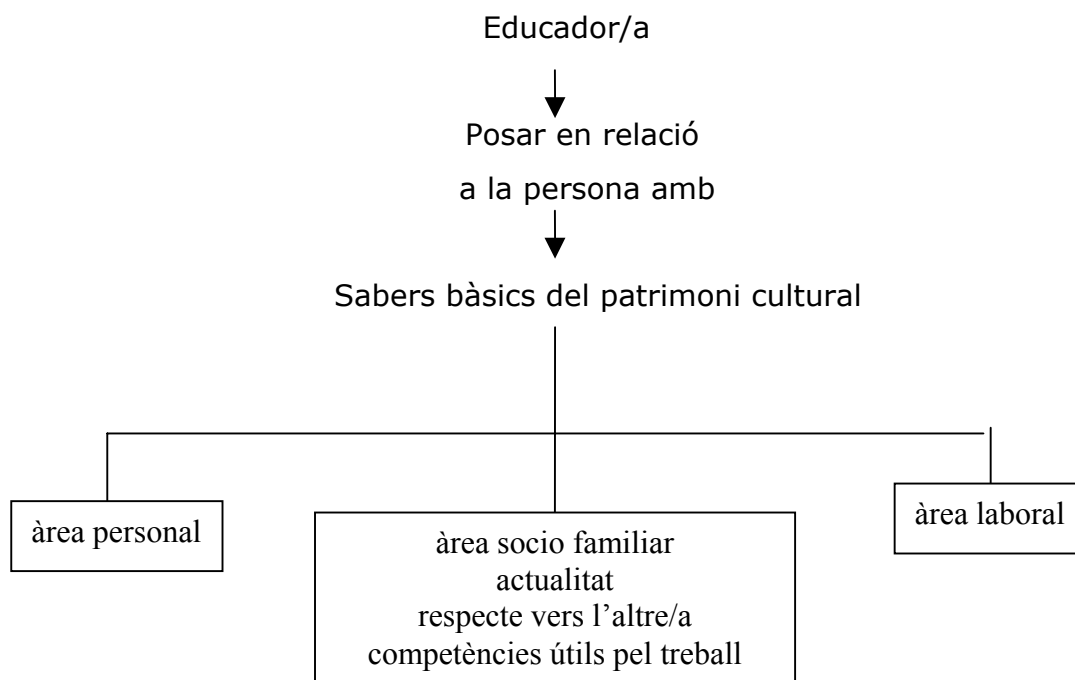 Educador/a
Posar en relació
a la persona amb
Sabers bàsics del patrimoni cultural
àrea personal
àrea socio familiar
actualitat
respecte vers l’altre/a
competències útils pel treball
àrea laboral